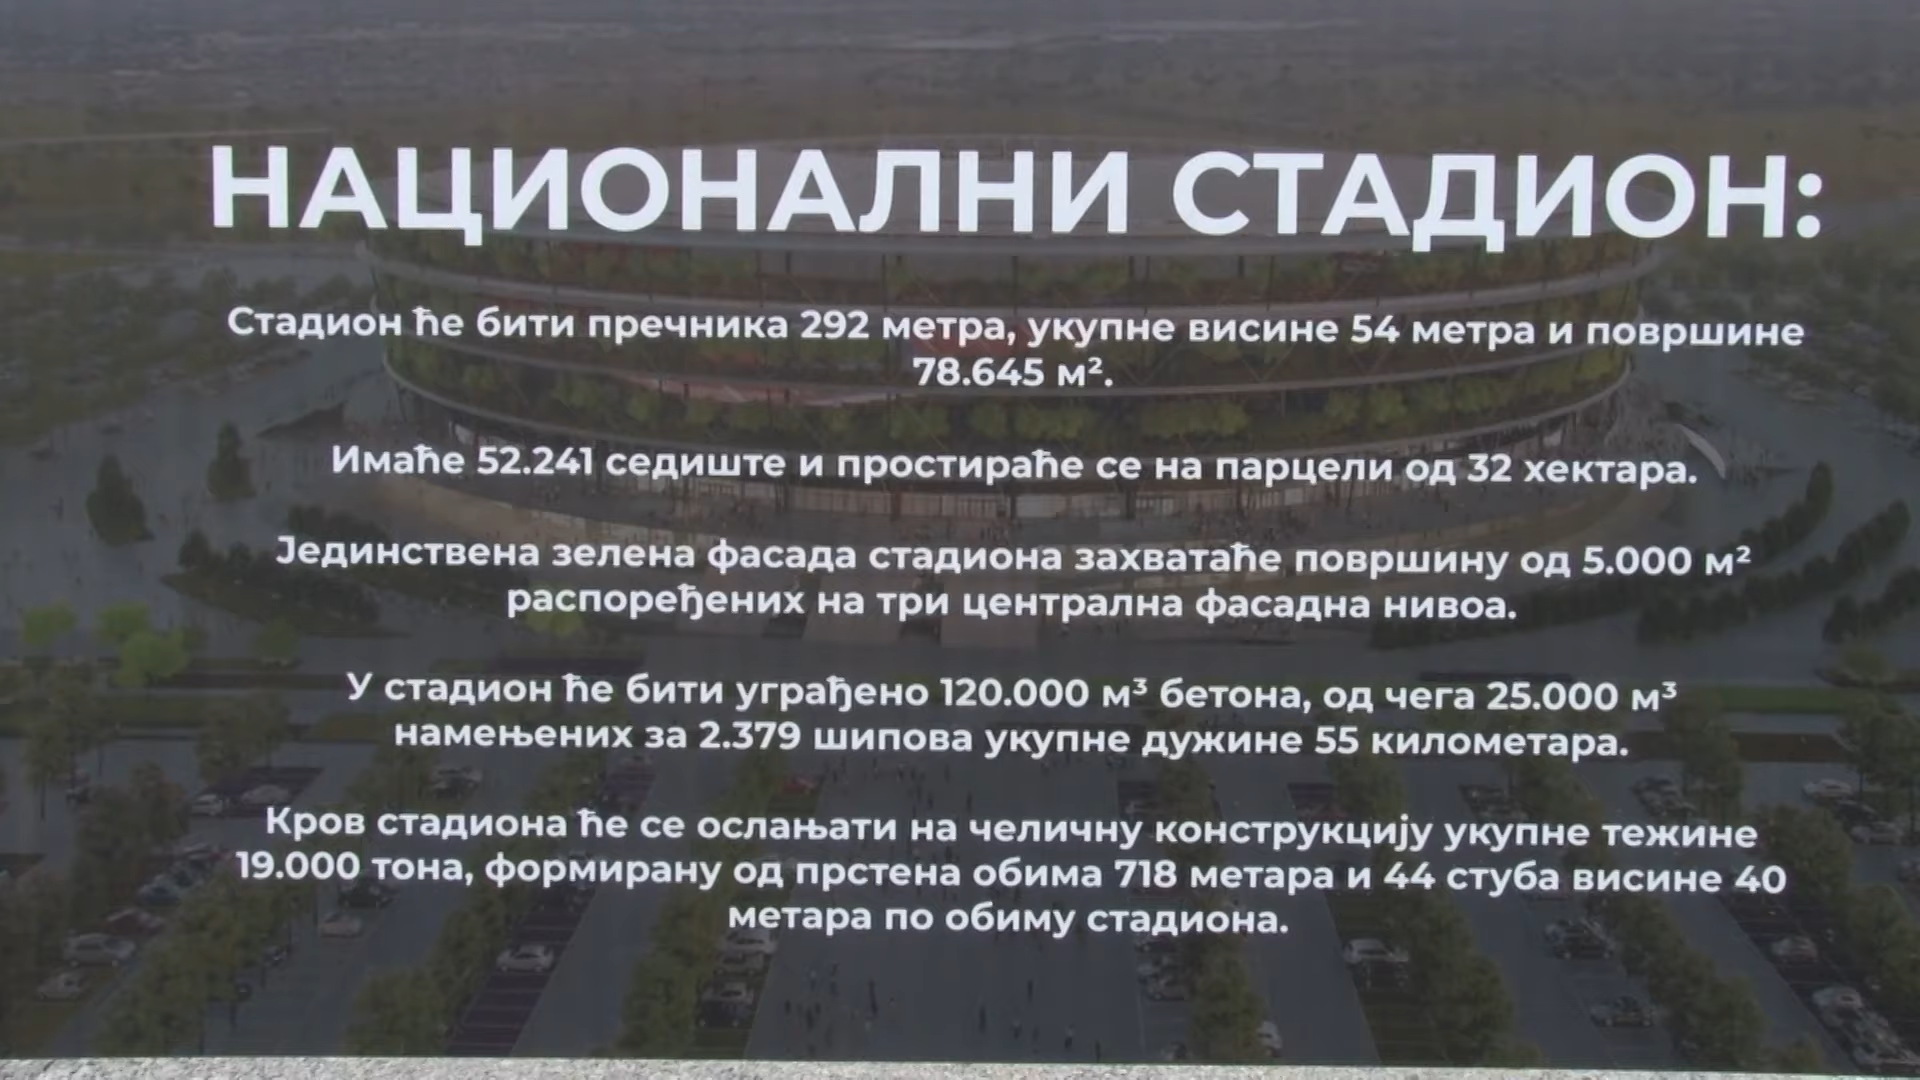 НАЦИОНАЛНИ СТАДИОН:
Стадион ће бити пречника 292 метра, укупне висине 54 метра и површине
78.645 м².
Имаће 52.241 седиште и простираће се на парцели од 32 хектара.
Јединствена зелена фасада стадиона захватаће површину од 5.000 м²
распоређених на три централна фасадна нивоа.
У стадион ће бити уграђено 120.000 м³ бетона, од чега 25.000 м³
намењених за 2.379 шипова укупне дужине 55 километара.
Кров стадиона ће се ослањати на челичну конструкцију укупне тежине
19.000 тона, формирану од прстена обима 718 метара и 44 стуба висине 40
метара по обиму стадиона.